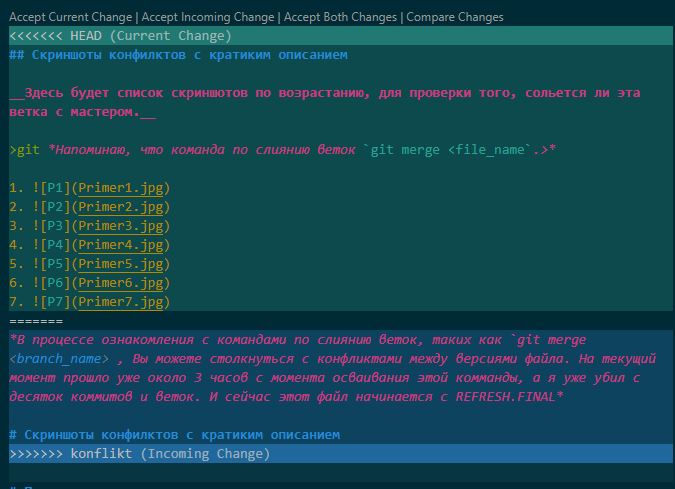 Accept Current Change | Accept Incoming Change | Accept Both Changes | Compare Changes
<<<<<<< HEAD (Current Change)
## Скриншоты конфилктов с кратиким описанием
__Здесь будет список скриншотов по возрастанию, для проверки того, сольется ли эта
ветка с мастером.__
>git *Напоминаю, что команда по слиянию веток `git merge <file_name`.>*
1. ![P1](Primer1.jpg)
2. ![P2](Primer2.jpg)
3. ![P3](Primer3.jpg)
4. ![P4](Primer4.jpg)
5. ![P5](Primer5.jpg)
6. ![P6](Primer6.jpg)
7. ![P7](Primer7.jpg)
=======
*В процессе ознакомления с командами по слиянию веток, таких как `git merge
<branch_name> , Вы можете столкнуться с конфликтами между версиями файла. На текущий
момент прошло уже около 3 часов с момента осваивания этой комманды, а я уже убил с
десяток коммитов и веток. И сейчас этот файл начинается с REFRESH.FINAL*
# Скриншоты конфилктов с кратиким описанием
>>>>>>> konflikt (Incoming Change)